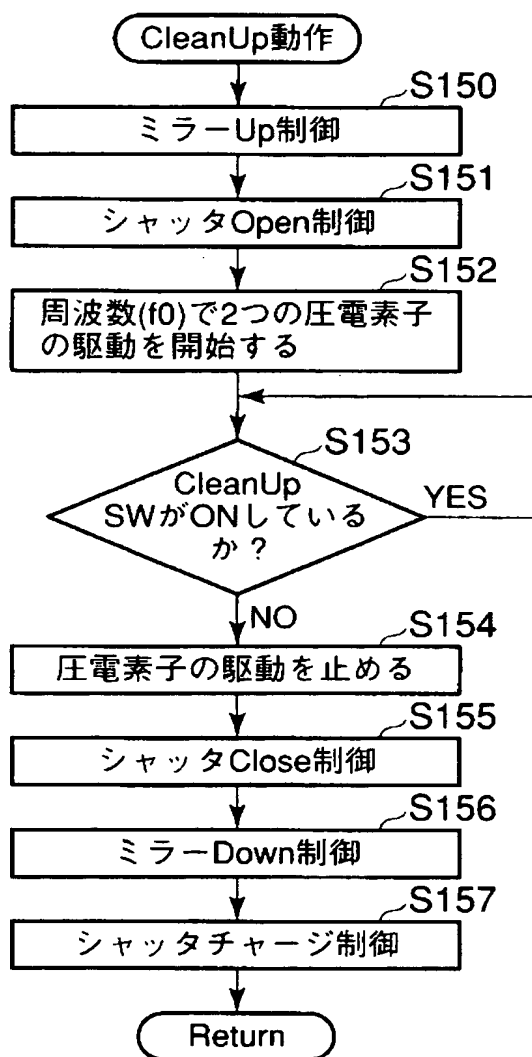 CleanUp動作
S150
ミラーUp制御
S151
シャッタOpen制御
S152
周波数(f0)で2つの圧電素子
の駆動を開始する
S153
CleanUp
SWがONしている
か?
YES
NO
S154
圧電素子の駆動を止める
S155
シャッタClose制御
S156
ミラーDown制御
S157
シャッタチャージ制御
Return